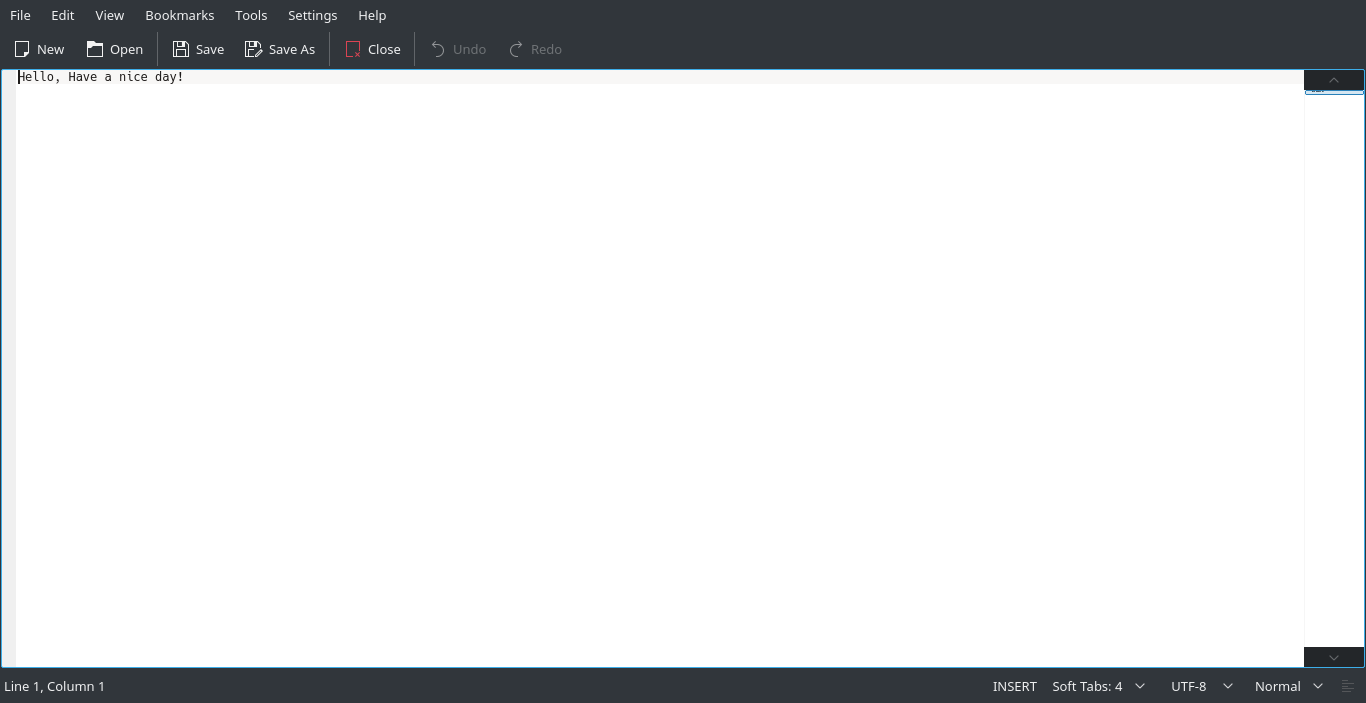 File Edit View Bookmarks Tools Settings Help
New Open Save Save As Close Undo Redo
Hello, Have a nice day!
Line 1, Column 1 INSERT Soft Tabs: 4 UTF-8 Normal